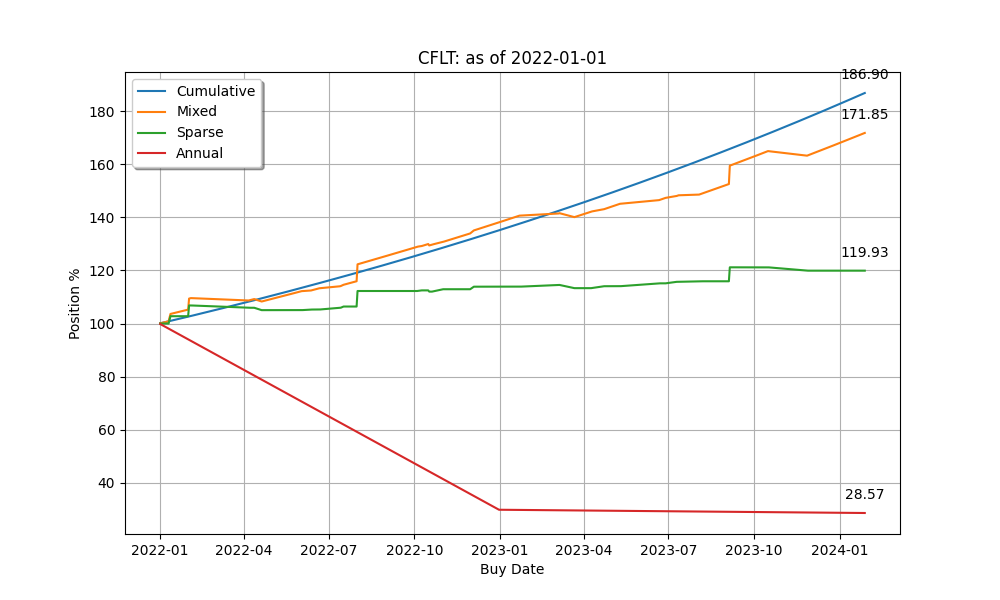 CFLT: as of 2022-01-01
Cumulative
Mixed
Sparse
Annual
186.90
171.85
119.93
28.57
180
160
140
120
100
80
60
40
Position %
2022-01 2022-04 2022-07 2022-10 2023-01 2023-04 2023-07 2023-10 2024-01
Buy Date